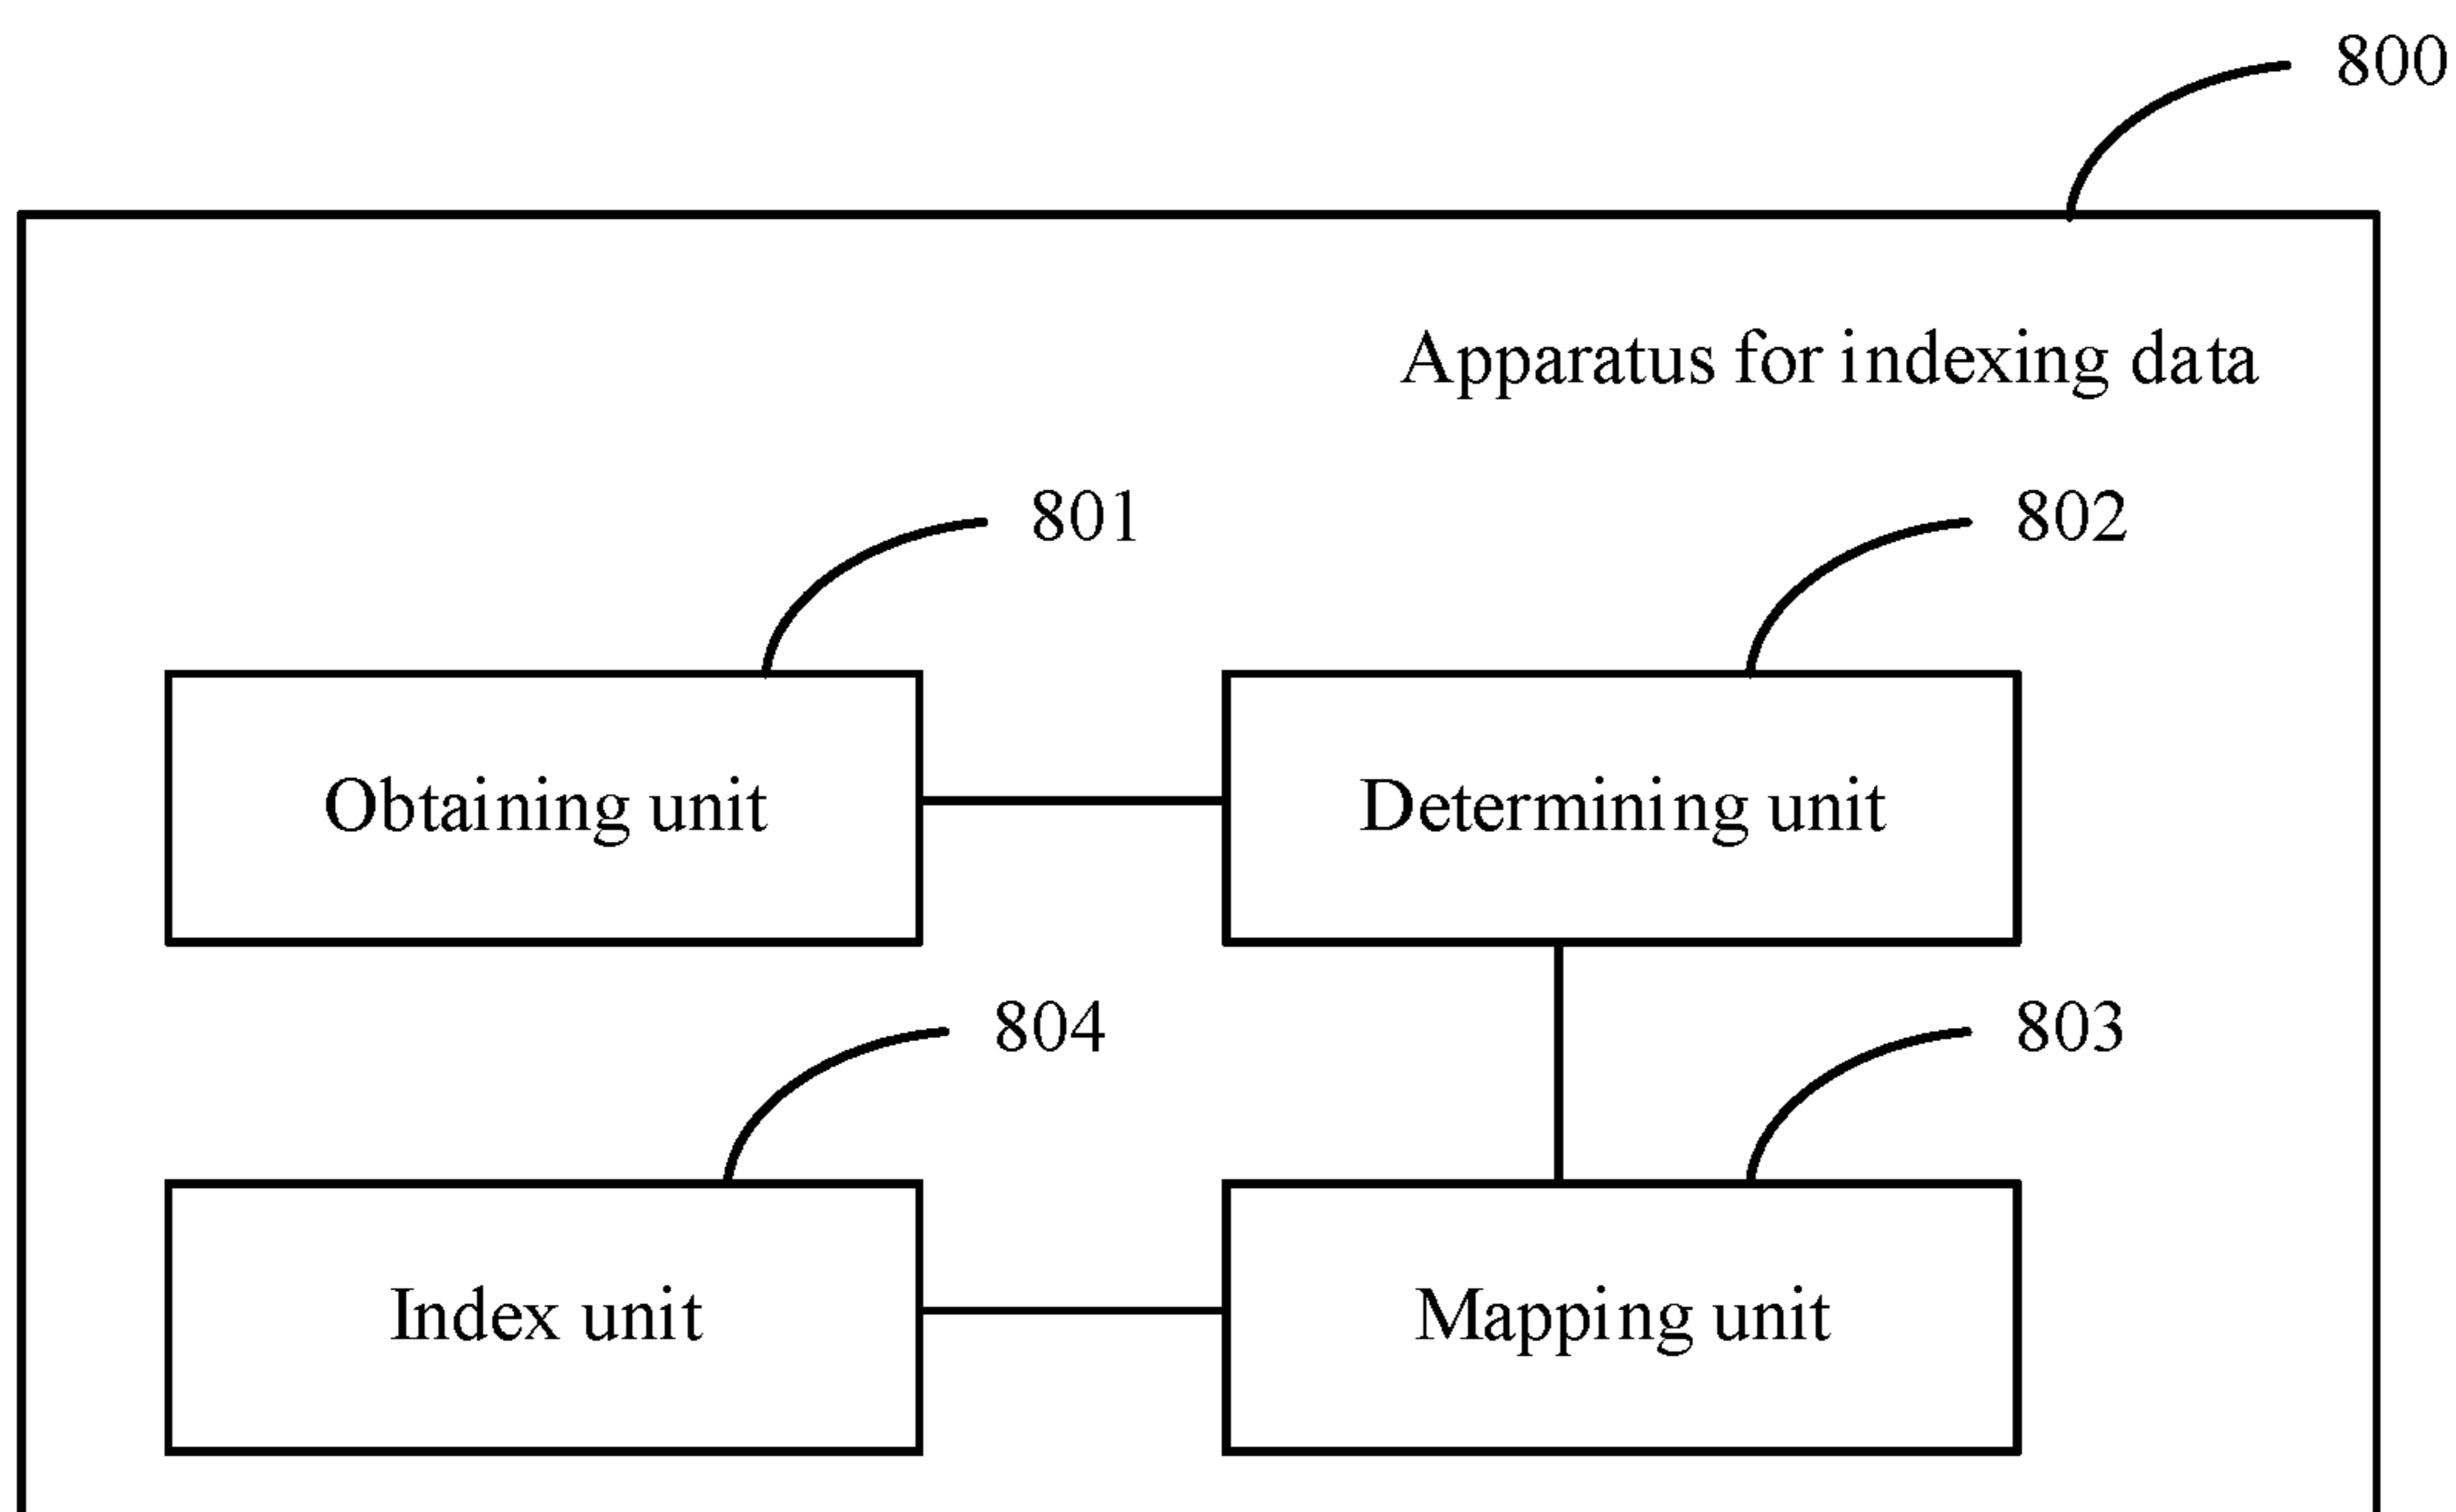 800
Apparatus for indexing data
801
802
Obtaining unit
Determining unit
804
803
Index unit
Mapping unit